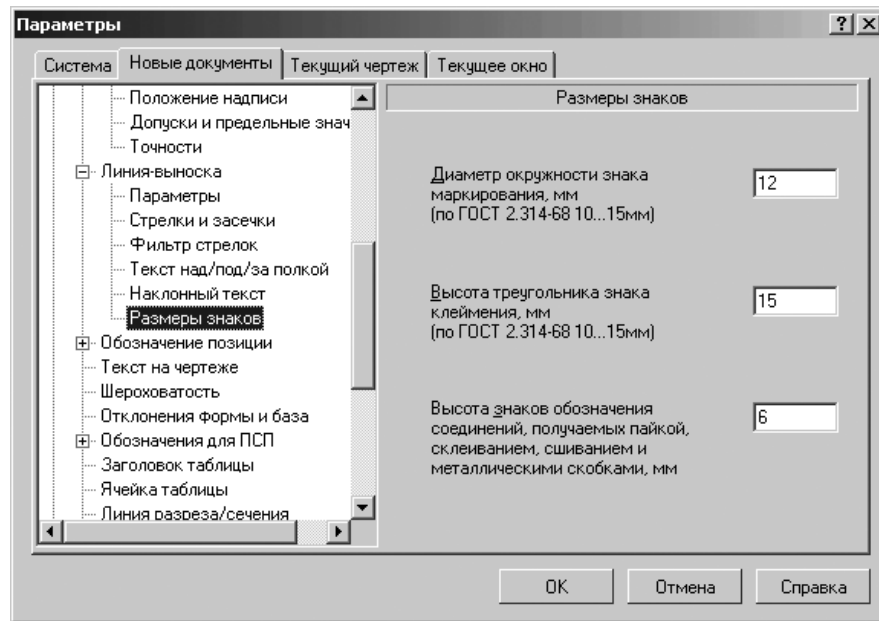 Параметры
Система Новые документы Текущий чертеж Текущее окно
Положение надписи
Допуски и предельные знач
Точности
Линия-выноска
Параметры
Стрелки и засечки
Фильтр стрелок
Текст над/под/за полкой
Наклонный текст
Размеры знаков
Обозначение позиции
Текст на чертеже
Шероховатость
Отклонения формы и база
Обозначения для ПСП
Заголовок таблицы
Ячейка таблицы
Линия разреза/сечения
Размеры знаков
Диаметр окружности знака
маркирования, мм
(по ГОСТ 2.314-68 10...15мм)
12
Высота треугольника знака
клеймения, мм
(по ГОСТ 2.314-68 10...15мм)
15
Высота знаков обозначения
соединений, получаемых пайкой,
склеиванием, сшиванием и
металлическими скобками, мм
6
OK Отмена Справка